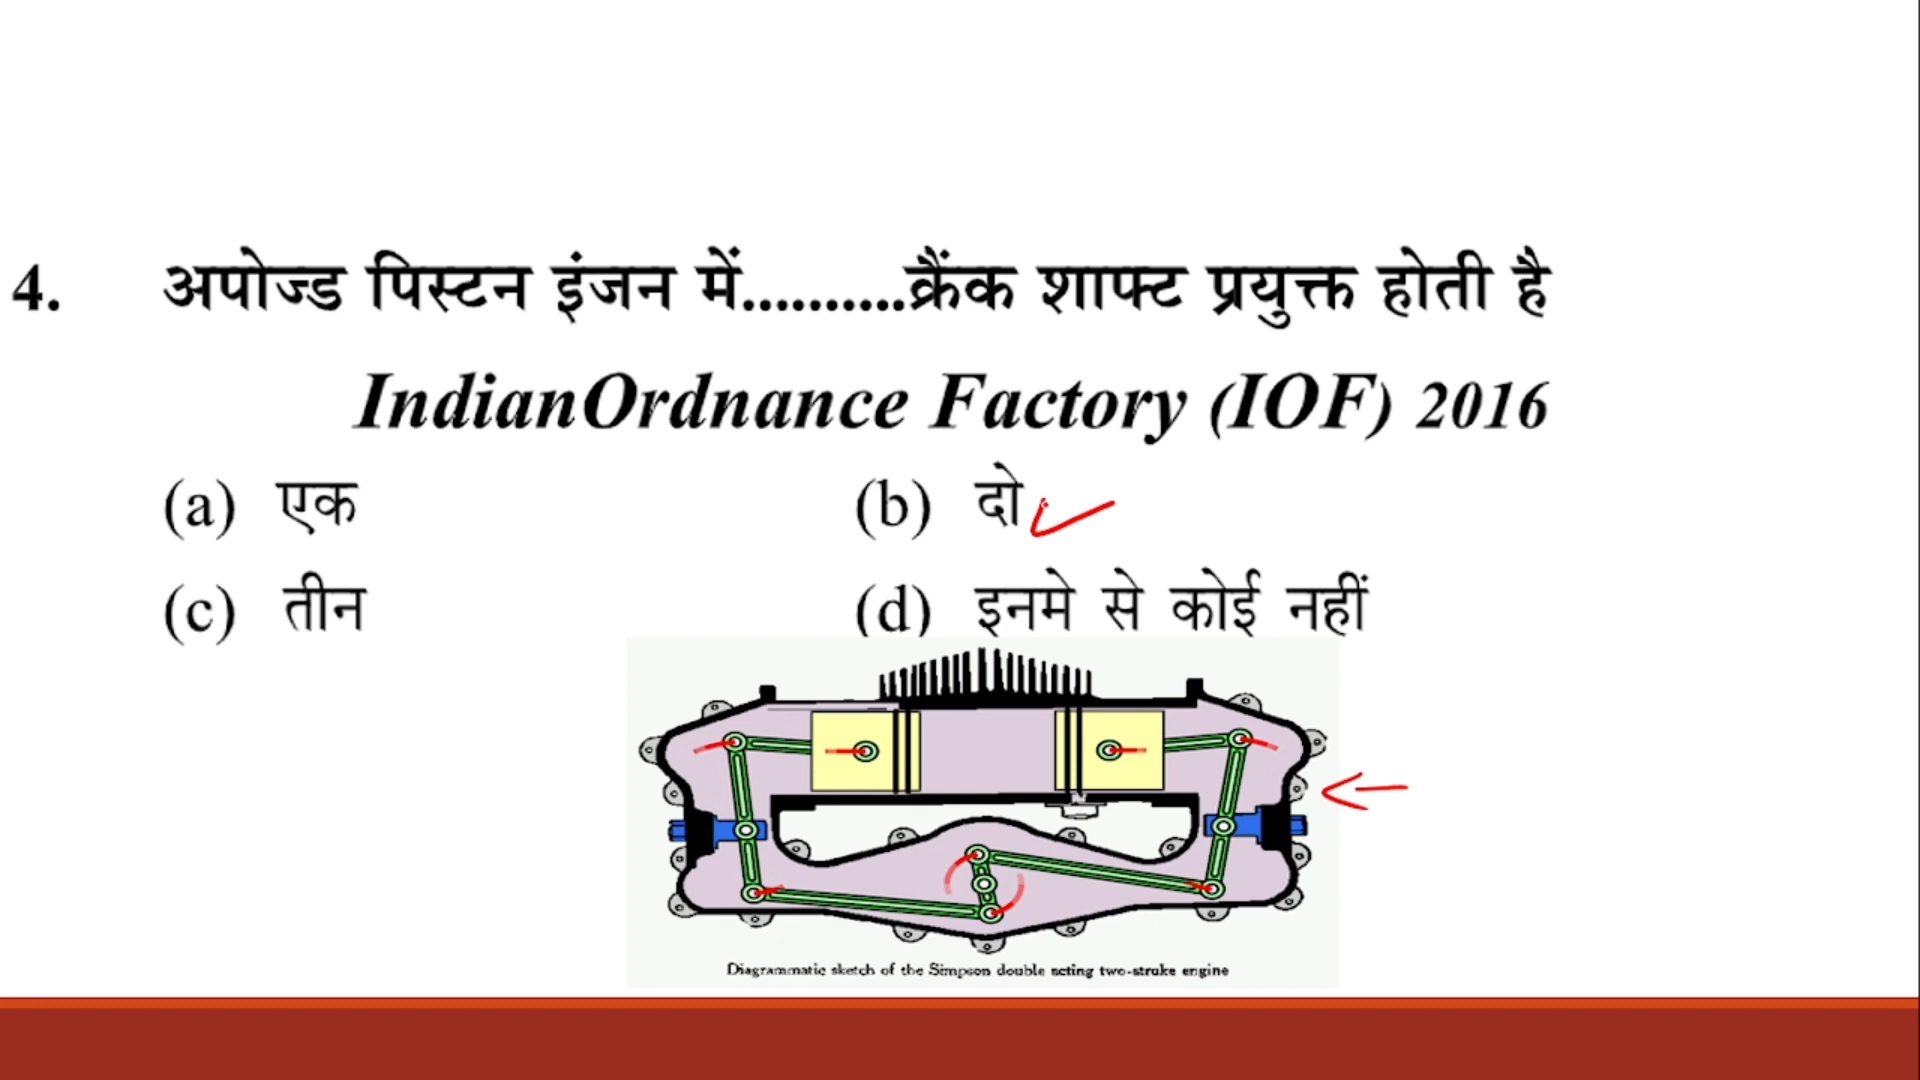 4. अपोज्ड पिस्टन इंजन में..........क्रैंक शाफ्ट प्रयुक्त होती है
IndianOrdnance Factory (IOF) 2016
(a) एक (b) दो
(c) तीन (d) इनमे से कोई नहीं
Diagrammatic sketch of the Simpson double acting two-stroke engine